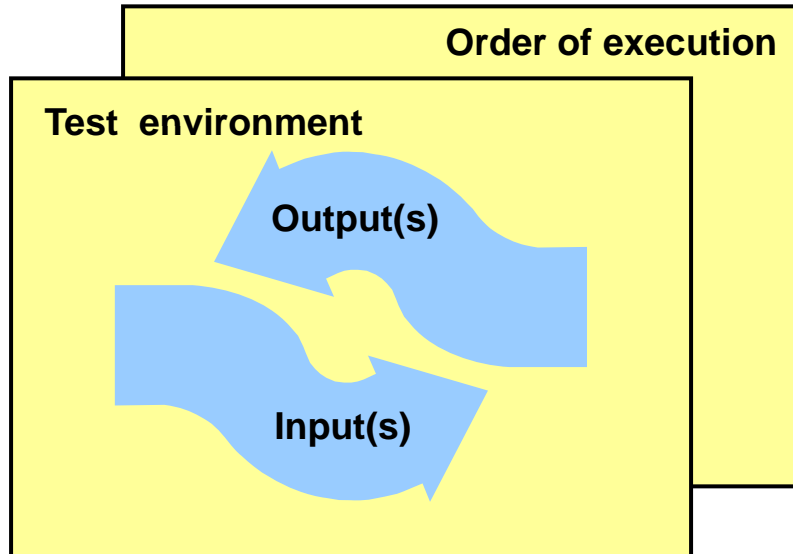 Order of execution
Test environment
Output(s)
Input(s)